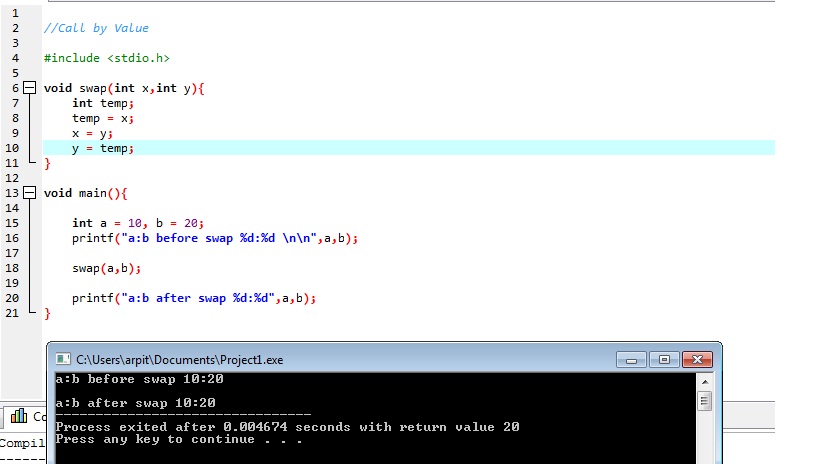 1
2 //Call by Value
3
4 #include <stdio.h>
5
6 void swap(int x,int y){
7 int temp;
8 temp = x;
9 x = y;
10 y = temp;
11 }
12
13 void main(){
14
15 int a = 10, b = 20;
16 printf("a:b before swap %d:%d \n\n",a,b);
17
18 swap(a,b);
19
20 printf("a:b after swap %d:%d",a,b);
21 }
C:\Users\arpit\Documents\Project1.exe
a:b before swap 10:20
a:b after swap 10:20
--------------------------------
Process exited after 0.004674 seconds with return value 20
Press any key to continue . . .
Co
Compil